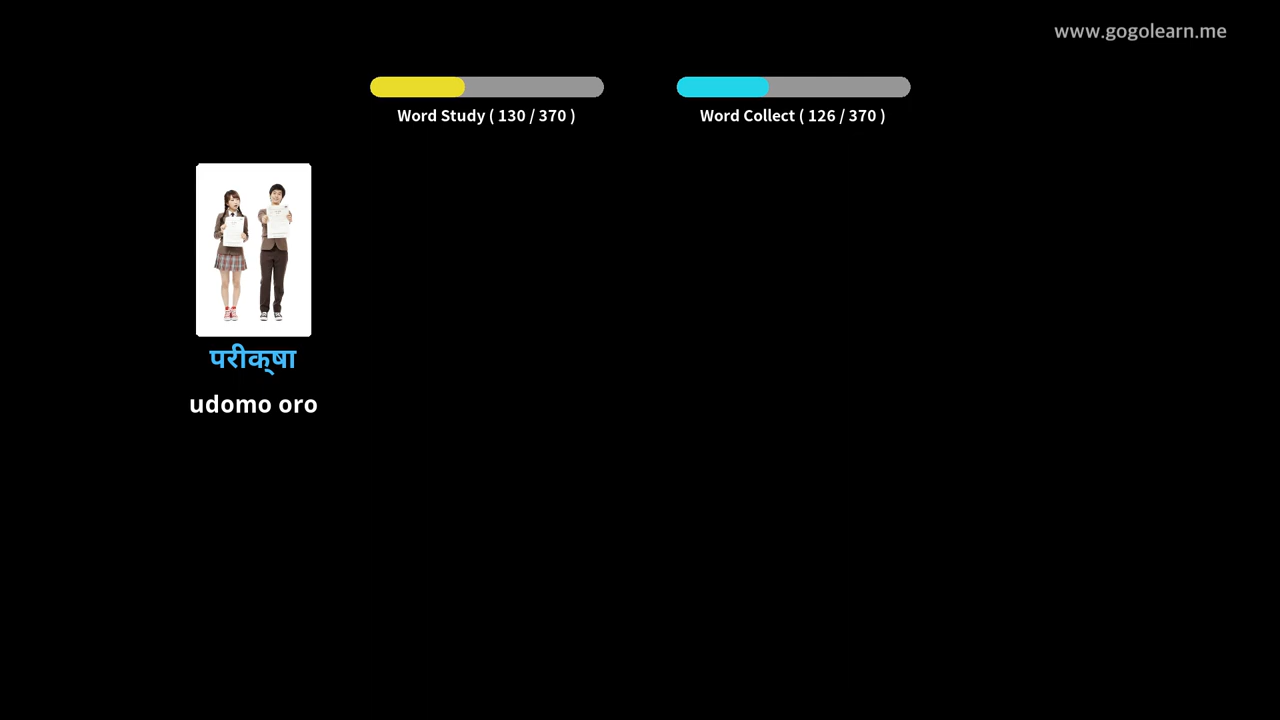 www.gogolearn.me
Word Study ( 130 / 370 )
Word Collect ( 126 / 370 )
परीक्षा
udomo oro